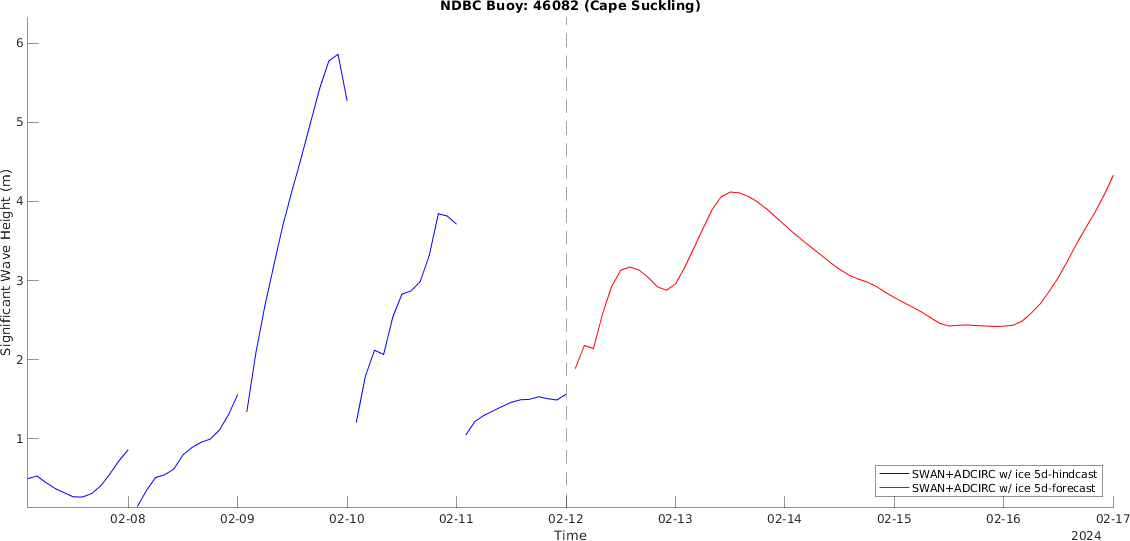 NDBC Buoy: 46082 (Cape Suckling)
6
5
4
3
2
1
Significant Wave Height (m)
02-08 02-09 02-10 02-11 02-12 02-13 02-14 02-15 02-16 02-17
Time
2024
SWAN+ADCIRC w/ ice 5d-hindcast
SWAN+ADCIRC w/ ice 5d-forecast